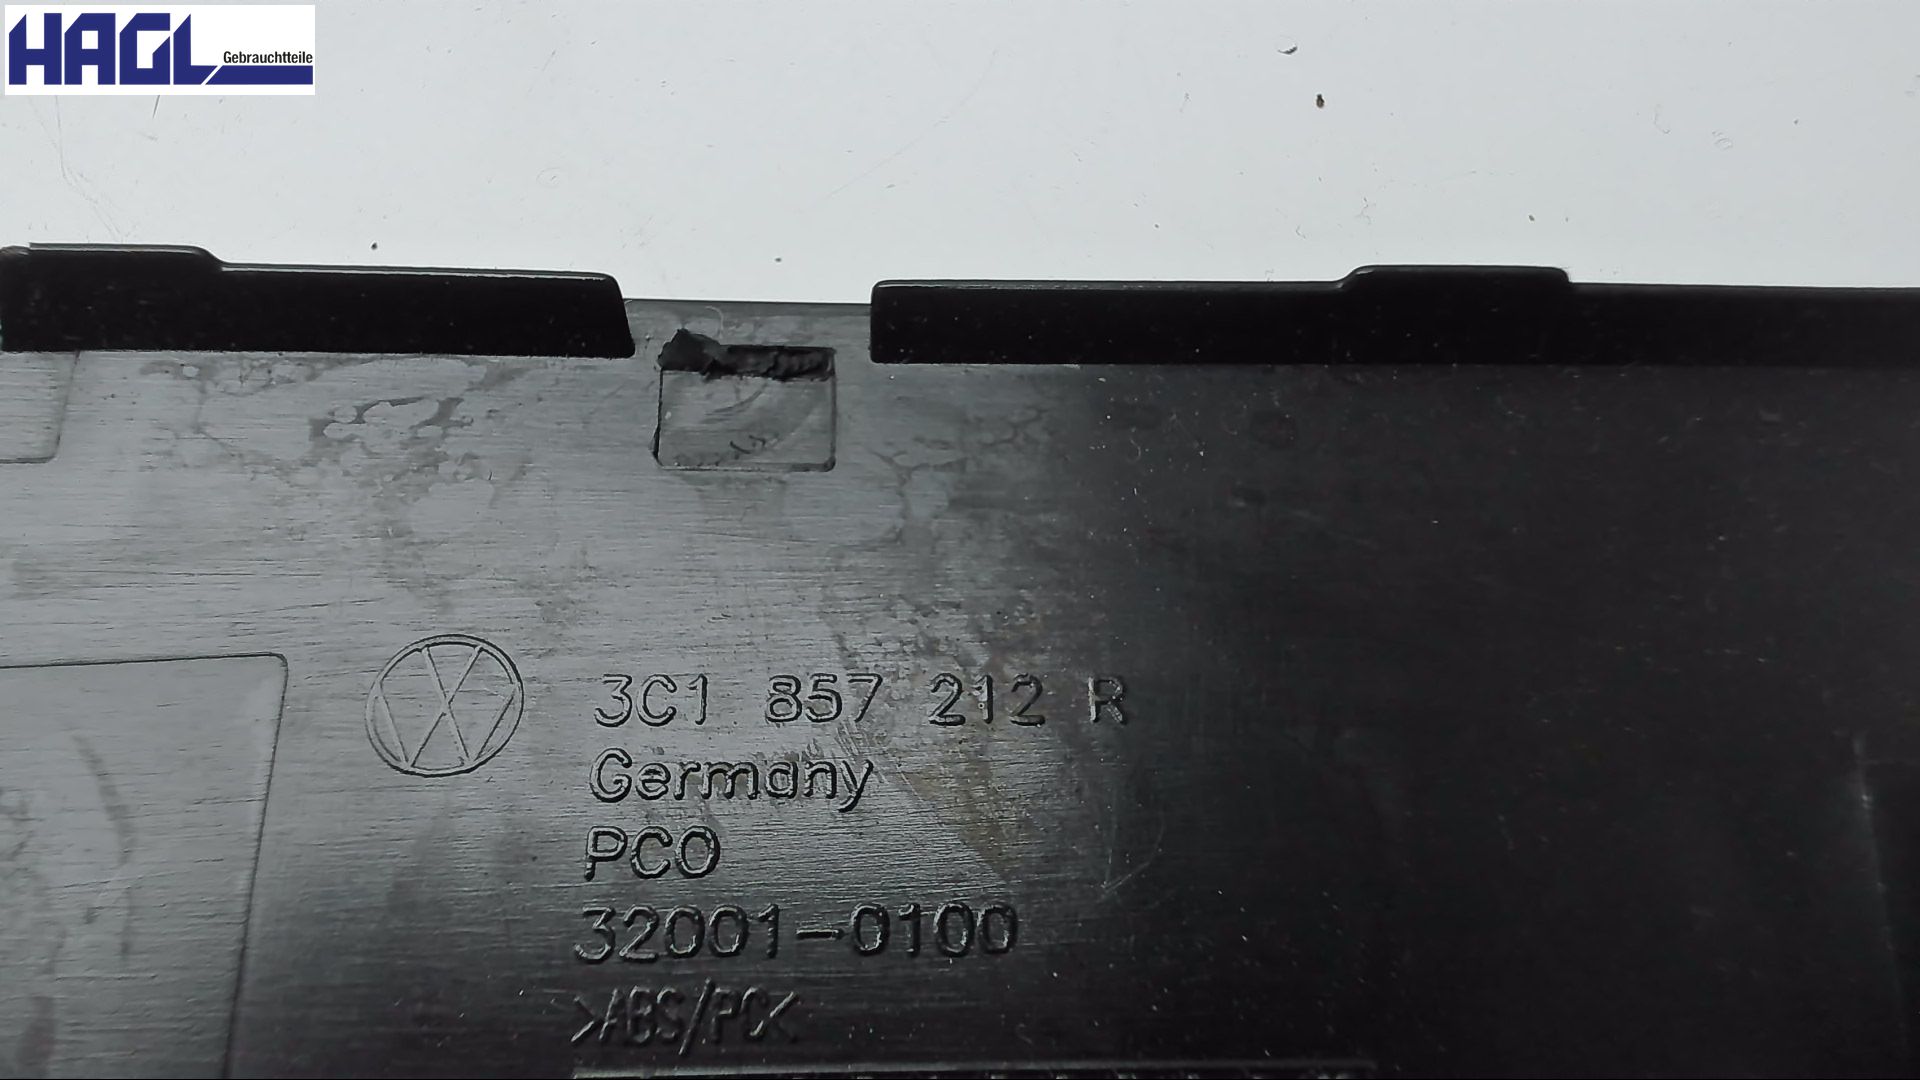 HAGL
Gebrauchtteile
3C1 857 212 R
Germany
PCO
32001-0100
>ABS/PC<